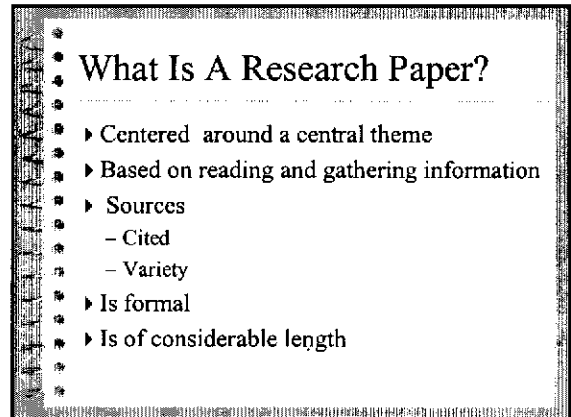 What Is A Research Paper?
▸ Centered around a central theme
▸ Based on reading and gathering information
▸ Sources
– Cited
– Variety
▸ Is formal
▸ Is of considerable length